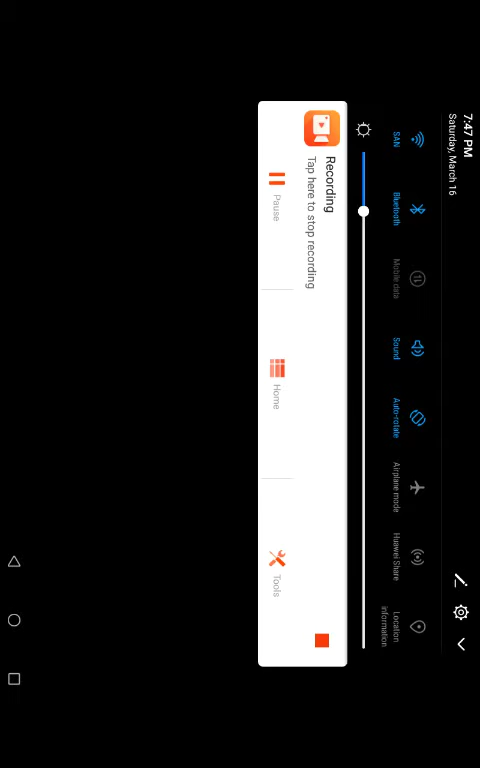 7:47 PM
Saturday, March 16
SAN
Bluetooth
Mobile data
Sound
Auto-rotate
Airplane mode
Huawei Share
Location
information
Recording
Tap here to stop recording
Pause
Home
Tools